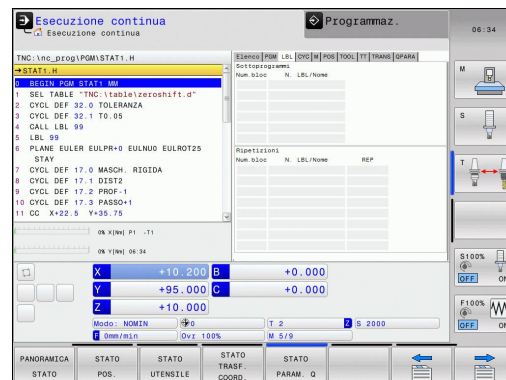 Esecuzione continua
Esecuzione continua
Programmaz.
06:34
TNC:\nc_prog\PGM\STAT1.H
→STAT1.H
0 BEGIN PGM STAT1 MM
1 SEL TABLE "TNC:\table\zeroshift.d"
2 CYCL DEF 32.0 TOLERANZA
3 CYCL DEF 32.1 T0.05
4 CALL LBL 99
5 LBL 99
6 PLANE EULER EULPR+0 EULNU0 EULROT25
STAY
7 CYCL DEF 17.0 MASCH. RIGIDA
8 CYCL DEF 17.1 DIST2
9 CYCL DEF 17.2 PROF-1
10 CYCL DEF 17.3 PASSO+1
11 CC X+22.5 Y+35.75
Elenco PGM LBL CYC M POS TOOL TT TRANS QPARA
Sottoprogrammi
Num.bloc N. LBL/Nome
Ripetizioni
Num.bloc N. LBL/Nome REP
0% X[Nm] P1 -T1
0% Y[Nm] 06:34
X +10.200 B +0.000
Y +95.000 C +0.000
Z +10.000
Modo: NOMIN 0 T 2 Z S 2000
F 0mm/min Ovr 100% M 5/9
M
S
T
S100%
OFF ON
F100%
OFF ON
PANORAMICA STATO
STATO POS.
STATO UTENSILE
STATO TRASF. COORD.
STATO PARAM. Q